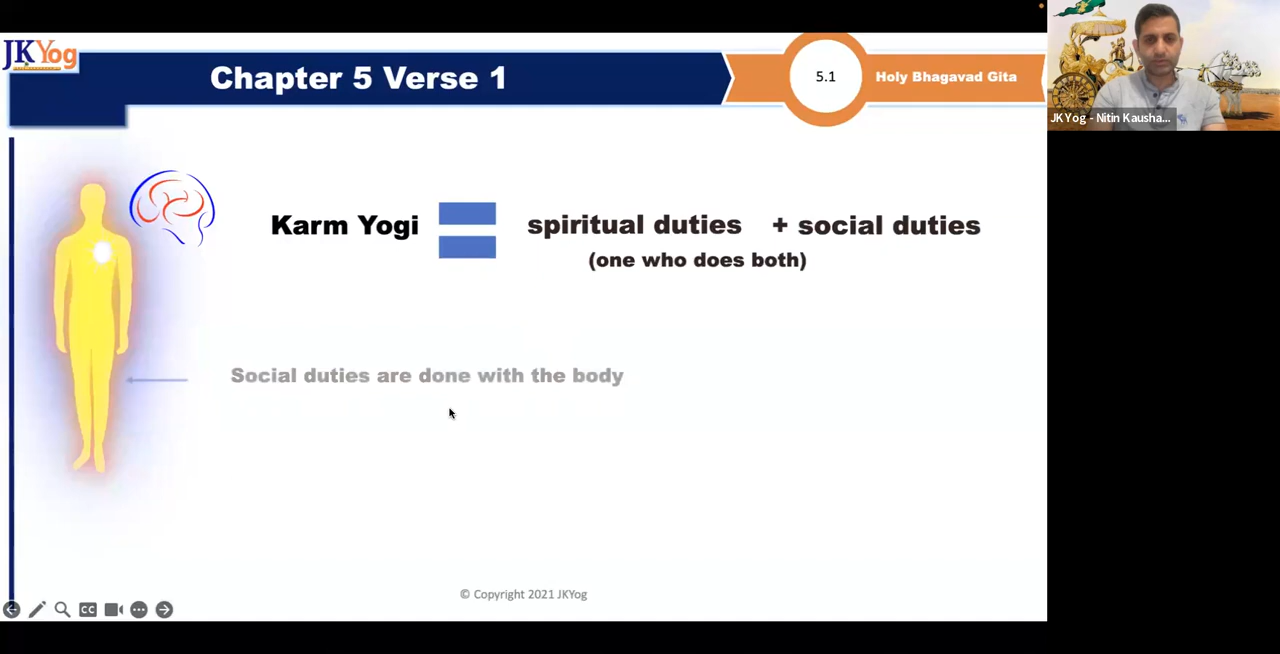 JKYog
Chapter 5 Verse 1
5.1
Holy Bhagavad Gita
JKYog - Nitin Kausha...
Karm Yogi
spiritual duties + social duties
(one who does both)
Social duties are done with the body
© Copyright 2021 JKYog
CC